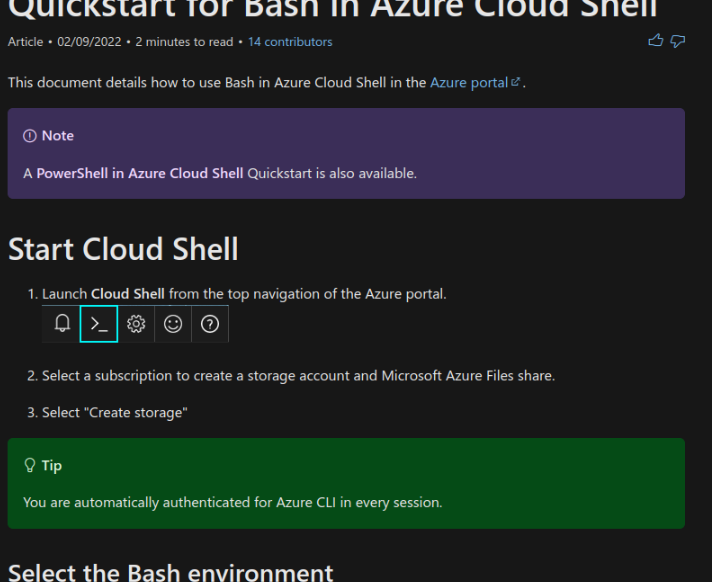 Quickstart for Bash in Azure Cloud Shell
Article • 02/09/2022 • 2 minutes to read • 14 contributors
This document details how to use Bash in Azure Cloud Shell in the Azure portal.
Note
A PowerShell in Azure Cloud Shell Quickstart is also available.
Start Cloud Shell
1. Launch Cloud Shell from the top navigation of the Azure portal.
2. Select a subscription to create a storage account and Microsoft Azure Files share.
3. Select "Create storage"
Tip
You are automatically authenticated for Azure CLI in every session.
Select the Bash environment